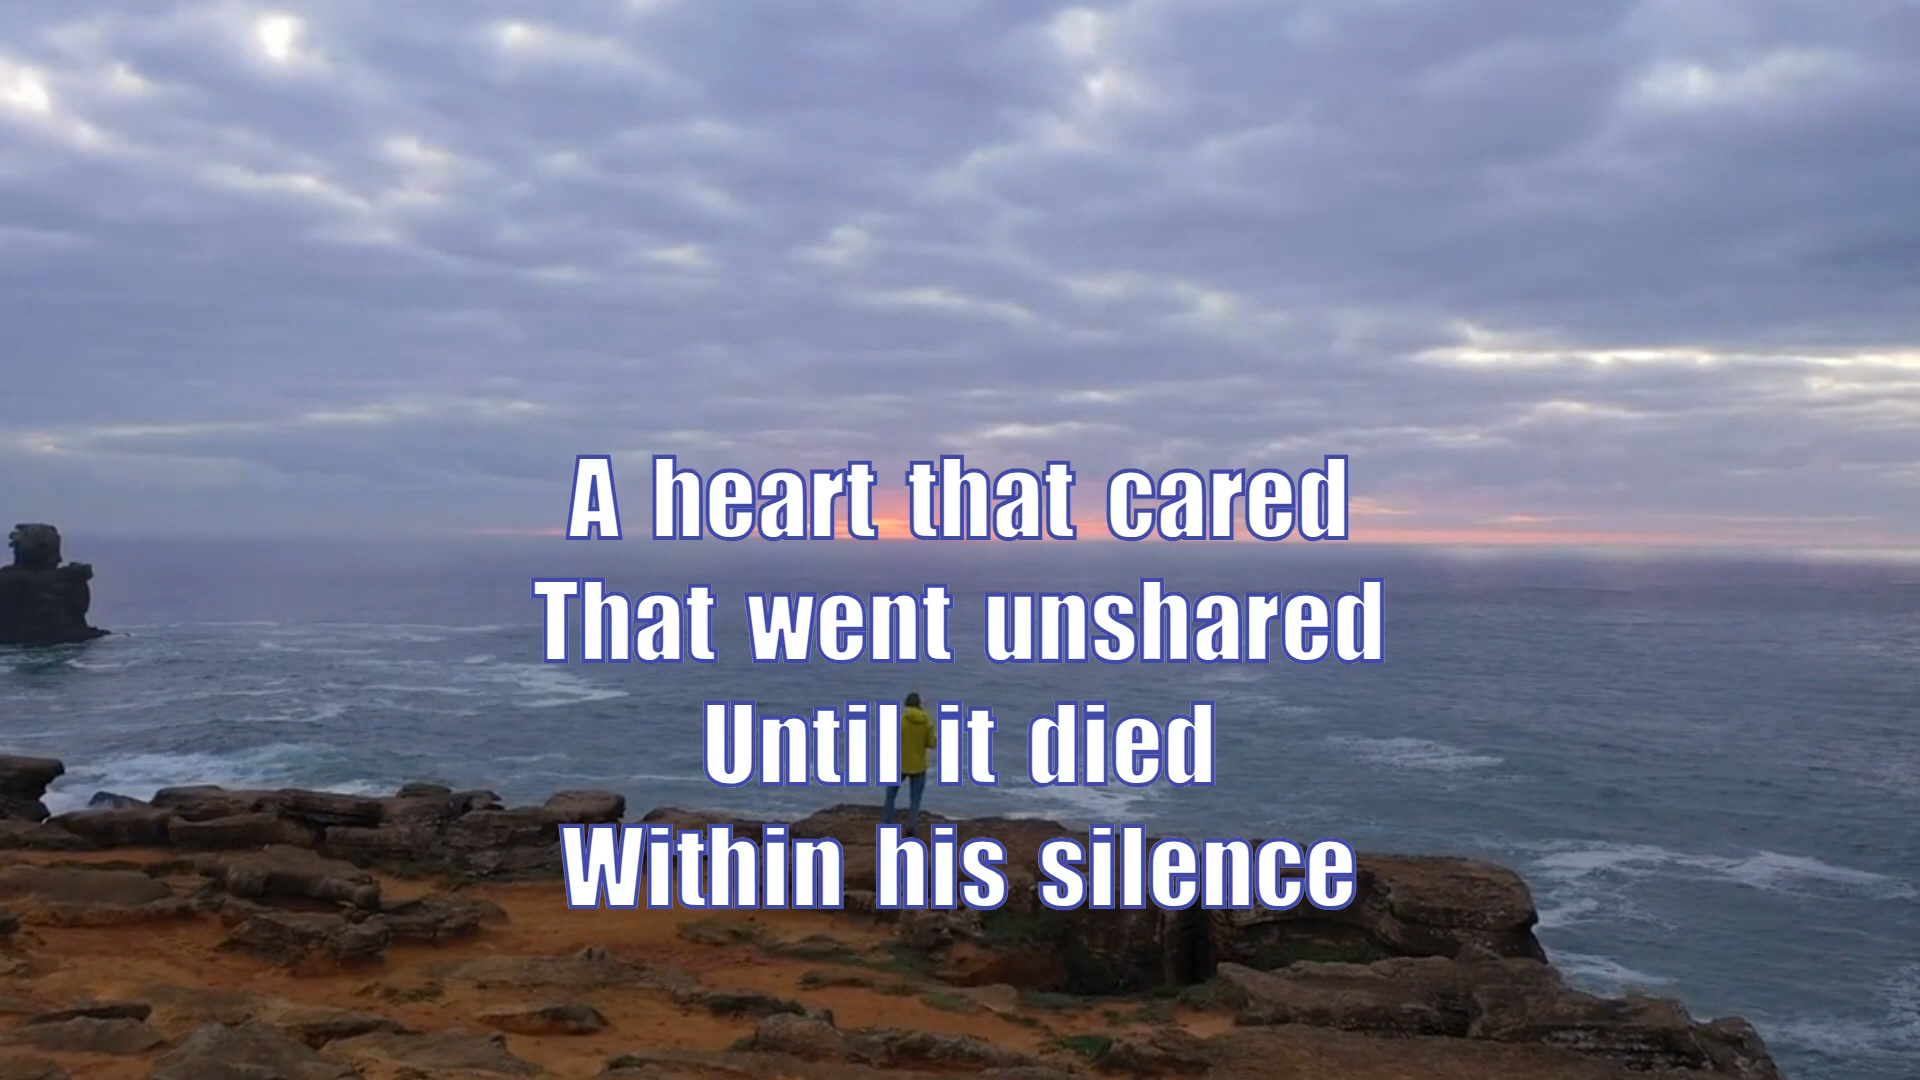 A heart that cared
That went unshared
Until it died
Within his silence